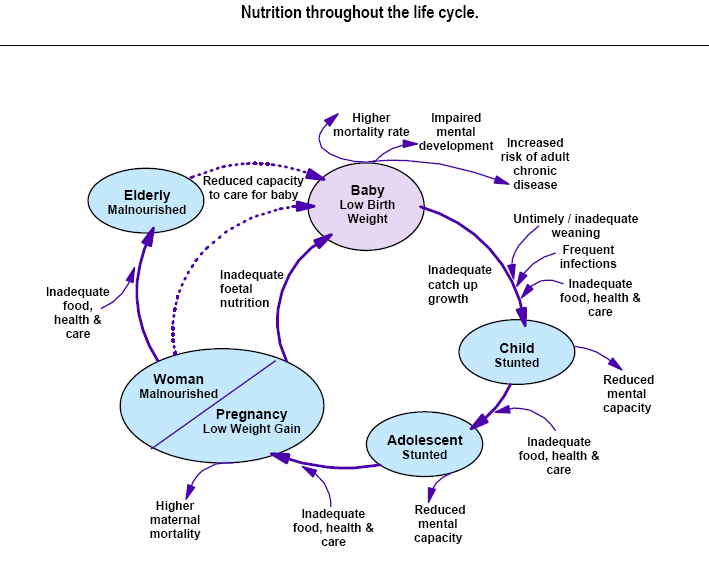 Nutrition throughout the life cycle.
Higher
mortality rate
Impaired
mental
development
Increased
risk of adult
chronic
disease
Elderly
Malnourished
Reduced capacity
to care for baby
Baby
Low Birth
Weight
Untimely / inadequate
weaning
Frequent
infections
Inadequate
food, health &
care
Inadequate
catch up
growth
Inadequate
foetal
nutrition
Inadequate
food,
health &
care
Child
Stunted
Reduced
mental
capacity
Woman
Malnourished
Pregnancy
Low Weight Gain
Adolescent
Stunted
Inadequate
food, health &
care
Higher
maternal
mortality
Inadequate
food, health &
care
Reduced
mental
capacity